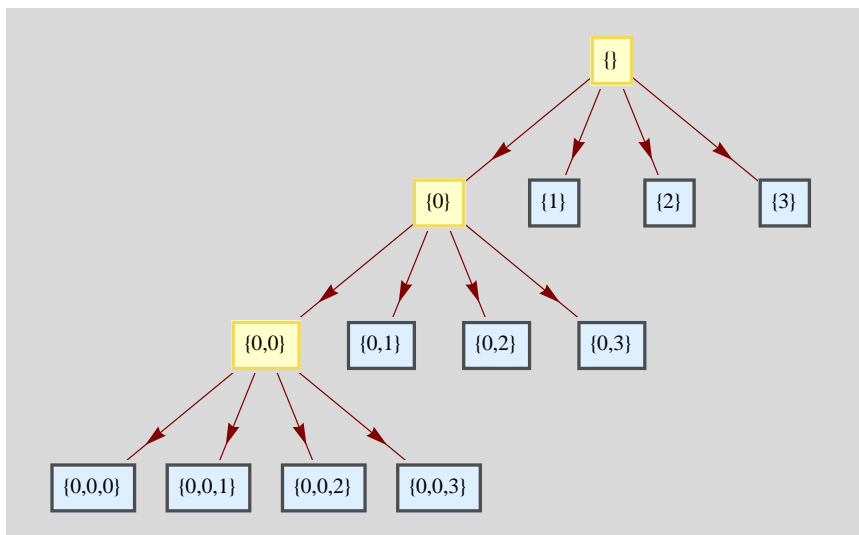 {}
{0} {1} {2} {3}
{0,0} {0,1} {0,2} {0,3}
{0,0,0} {0,0,1} {0,0,2} {0,0,3}